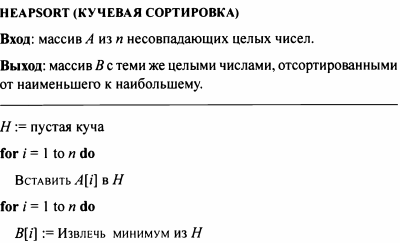 HEAPSORT (КУЧЕВАЯ СОРТИРОВКА)
Вход: массив A из n несовпадающих целых чисел.
Выход: массив B с теми же целыми числами, отсортированными
от наименьшего к наибольшему.
H := пустая куча
for i = 1 to n do
Вставить A[i] в H
for i = 1 to n do
B[i] := Извлечь минимум из H